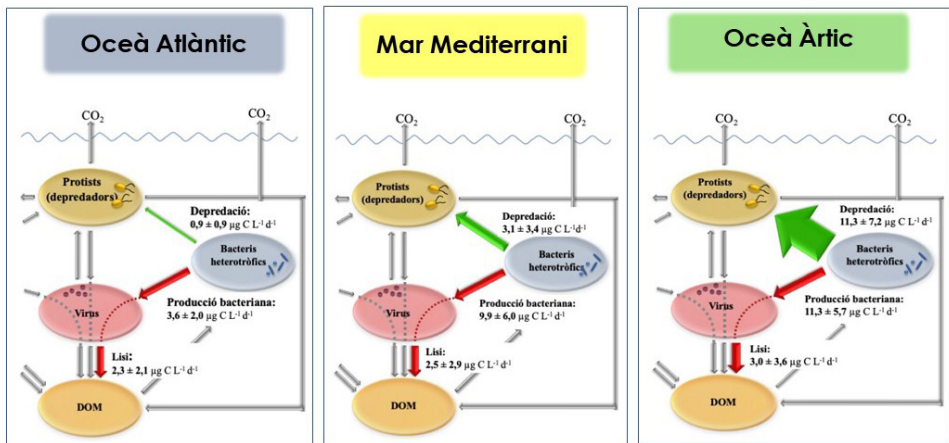 Oceà Atlàntic
CO2
CO2
Protists
(depredadors)
Depredació:
0,9 ± 0,9 µg C L-1 d-1
Bacteris
heterotròfics
Virus
Producció bacteriana:
3,6 ± 2,0 µg C L-1 d-1
Lisi:
2,3 ± 2,1 µg C L-1 d-1
DOM
Mar Mediterrani
CO2
CO2
Protists
(depredadors)
Depredació:
3,1 ± 3,4 µg C L-1 d-1
Bacteris
heterotròfics
Virus
Producció bacteriana:
9,9 ± 6,0 µg C L-1 d-1
Lisi:
2,5 ± 2,9 µg C L-1 d-1
DOM
Oceà Àrtic
CO2
CO2
Protists
(depredadors)
Depredació:
11,3 ± 7,2 µg C L-1 d-1
Bacteris
heterotròfics
Virus
Producció bacteriana:
11,3 ± 5,7 µg C L-1 d-1
Lisi:
3,0 ± 3,6 µg C L-1 d-1
DOM